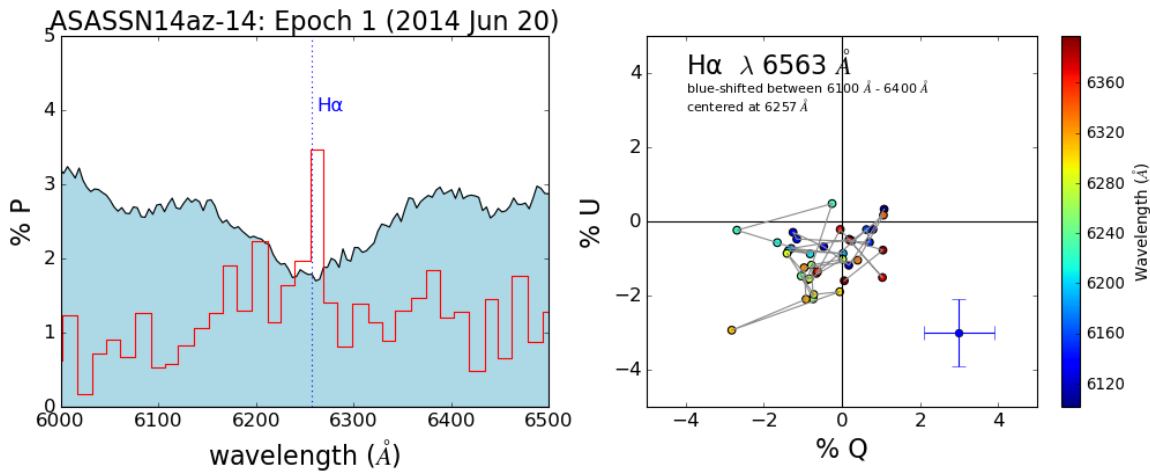 ASASSN14az-14: Epoch 1 (2014 Jun 20)
5
4
3
2
1
0
% P
Hα
6000 6100 6200 6300 6400 6500
wavelength (Å)
Hα λ 6563 Å
blue-shifted between 6100 Å - 6400 Å
centered at 6257 Å
4
2
0
−2
−4
% U
−4 −2 0 2 4
% Q
6360
6320
6280
6240
6200
6160
6120
Wavelength (Å)